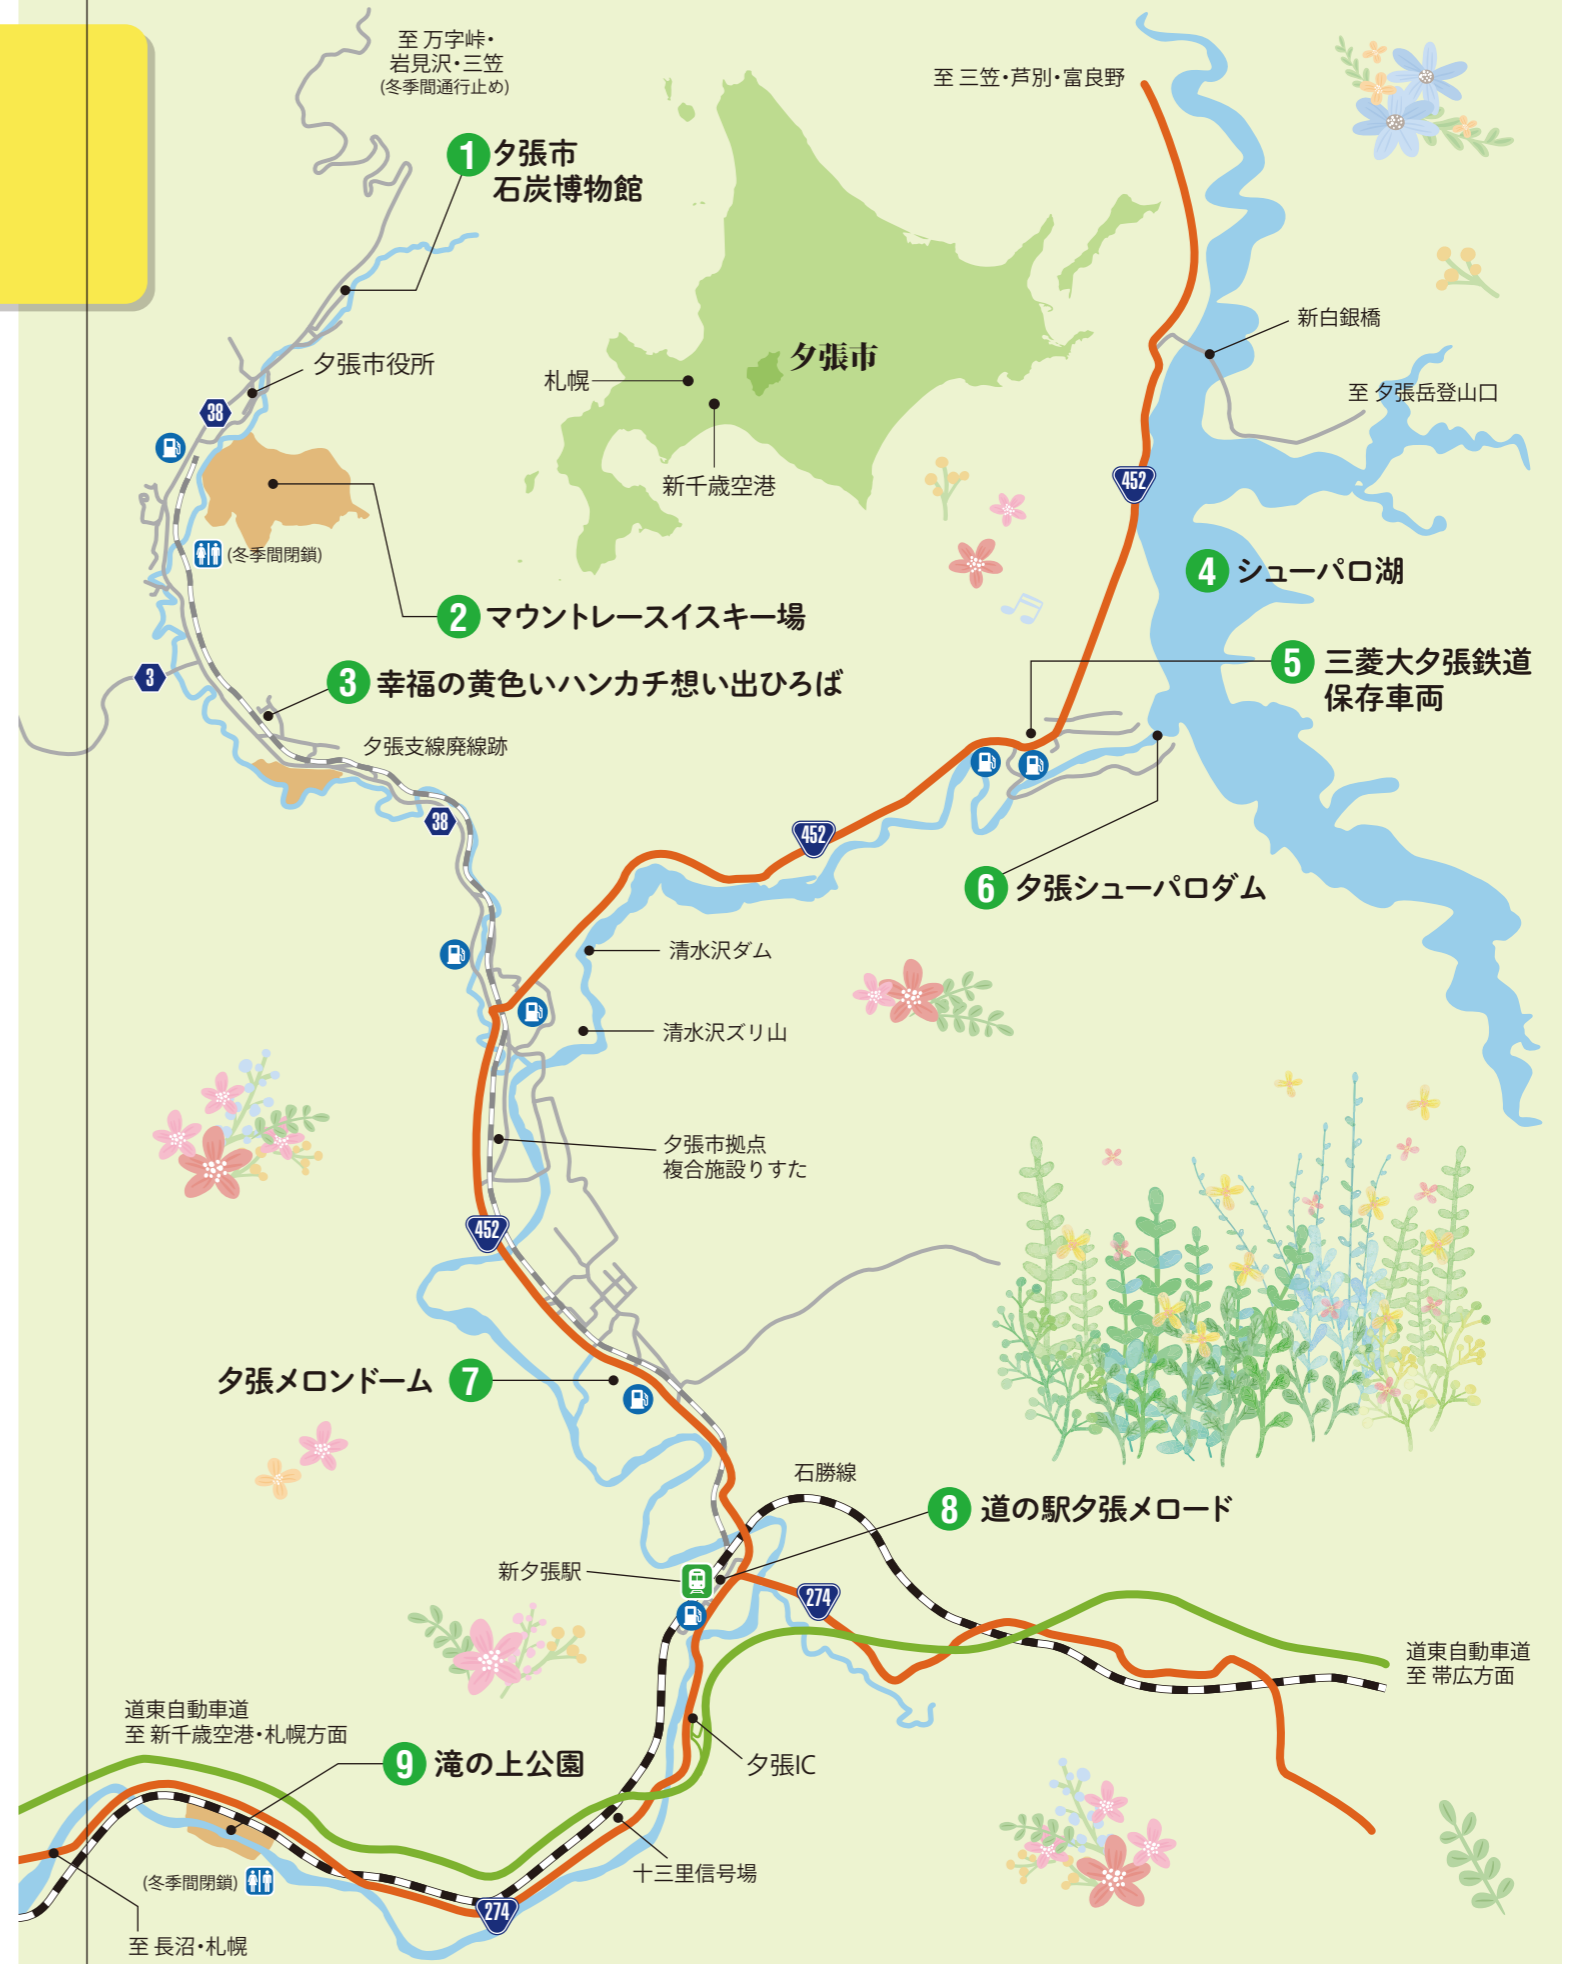 至 万字峠・
岩見沢・三笠
(冬季間通行止め)
至 三笠・芦別・富良野
1 夕張市
石炭博物館
新白銀橋
夕張市
夕張市役所
札幌
至 夕張岳登山口
38
新千歳空港
452
(冬季間閉鎖)
4 シューパロ湖
2 マウントレースイスキー場
3
3 幸福の黄色いハンカチ想い出ひろば
5 三菱大夕張鉄道
保存車両
夕張支線廃線跡
38
452
6 夕張シューパロダム
清水沢ダム
清水沢ズリ山
夕張市拠点
複合施設りすた
452
夕張メロンドーム 7
石勝線
8 道の駅夕張メロード
新夕張駅
274
道東自動車道
至 帯広方面
道東自動車道
至 新千歳空港・札幌方面
9 滝の上公園
夕張IC
(冬季間閉鎖)
十三里信号場
274
至 長沼・札幌